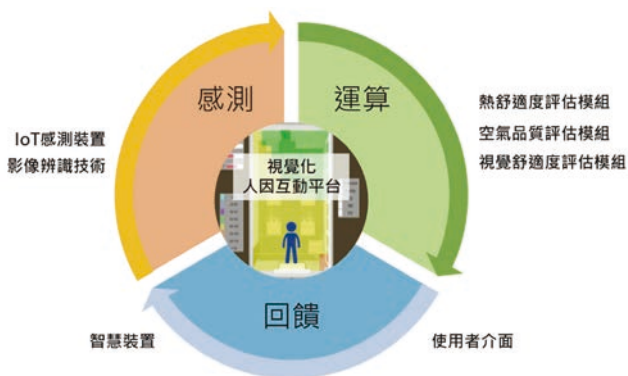 感測
運算
IoT感測裝置
影像辨識技術
熱舒適度評估模組
空氣品質評估模組
視覺舒適度評估模組
視覺化
人因互動平台
回饋
智慧裝置
使用者介面